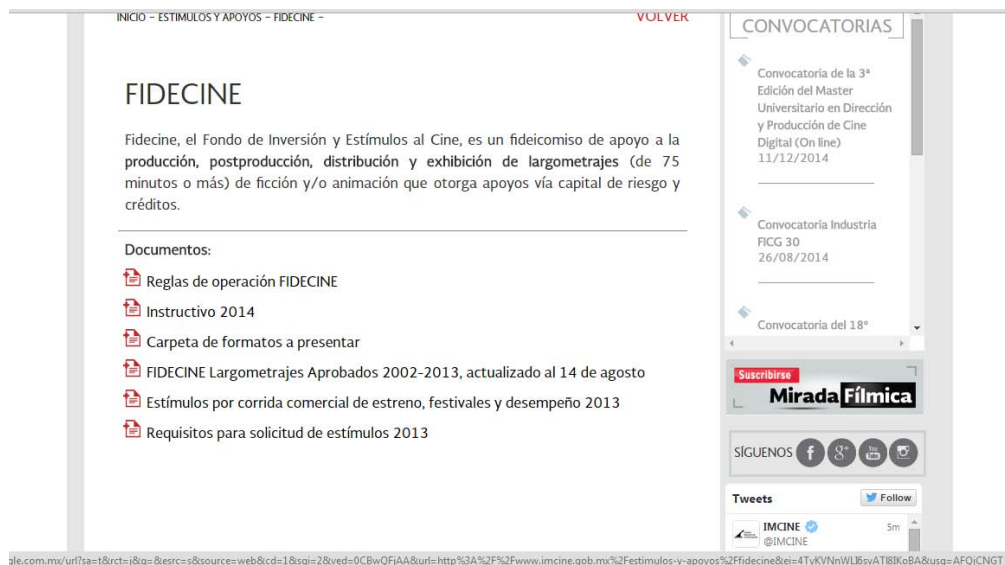 INICIO – ESTIMULOS Y APOYOS – FIDECINE –
VOLVER
FIDECINE
Fidecine, el Fondo de Inversión y Estímulos al Cine, es un fideicomiso de apoyo a la
producción, postproducción, distribución y exhibición de largometrajes (de 75
minutos o más) de ficción y/o animación que otorga apoyos vía capital de riesgo y
créditos.
Documentos:
Reglas de operación FIDECINE
Instructivo 2014
Carpeta de formatos a presentar
FIDECINE Largometrajes Aprobados 2002-2013, actualizado al 14 de agosto
Estímulos por corrida comercial de estreno, festivales y desempeño 2013
Requisitos para solicitud de estímulos 2013
CONVOCATORIAS
Convocatoria de la 3ª
Edición del Master
Universitario en Dirección
y Producción de Cine
Digital (On line)
11/12/2014
Convocatoria Industria
FICG 30
26/08/2014
Convocatoria del 18º
Suscribirse
Mirada Fílmica
SÍGUENOS
You Tube
Tweets
Follow
IMCINE
5m
@IMCINE